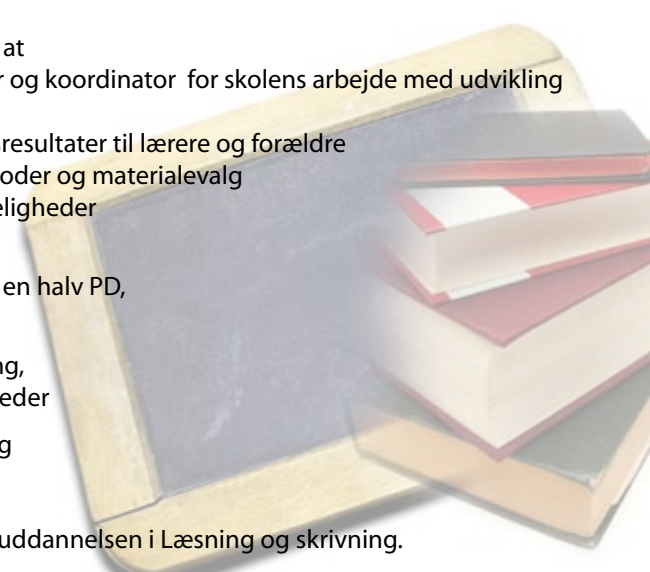 at
r og koordinator for skolens arbejde med udvikling
resultater til lærere og forældre
oder og materialevalg
eligheder
en halv PD,
ng,
eder
g
uddannelsen i Læsning og skrivning.